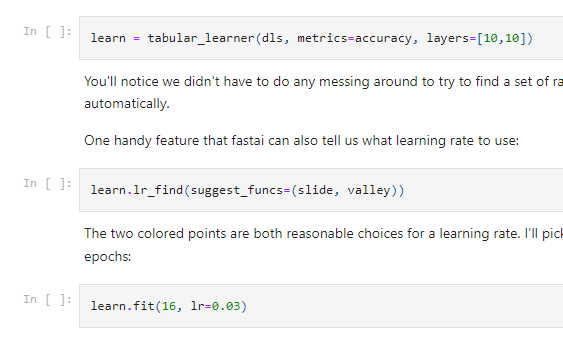 In [ ]: learn = tabular_learner(dls, metrics=accuracy, layers=[10,10])
You'll notice we didn't have to do any messing around to try to find a set of
automatically.
One handy feature that fastai can also tell us what learning rate to use:
In [ ]: learn.lr_find(suggest_funcs=(slide, valley))
The two colored points are both reasonable choices for a learning rate. I'll
epochs:
In [ ]: learn.fit(16, lr=0.03)